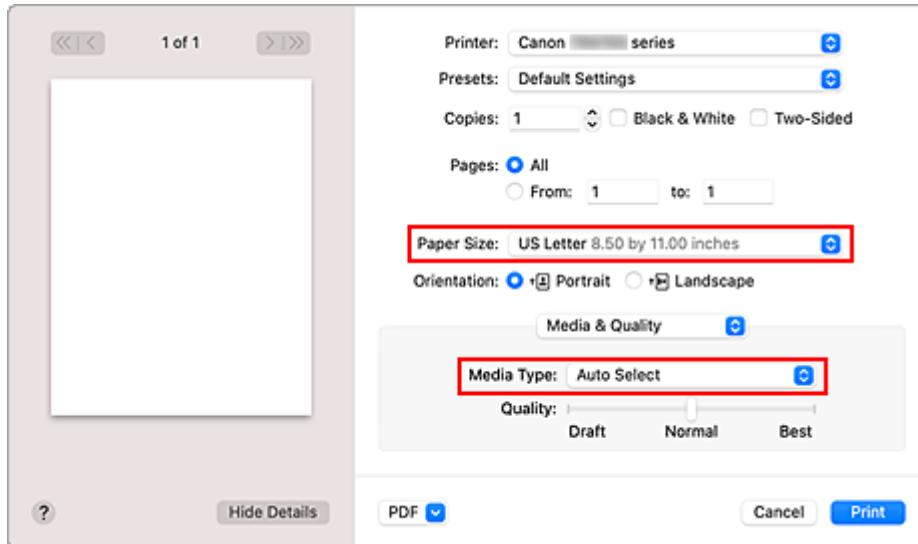 1 of 1
Printer: Canon series
Presets: Default Settings
Copies: 1 Black & White Two-Sided
Pages: All
From: 1 to: 1
Paper Size: US Letter 8.50 by 11.00 inches
Orientation: Portrait Landscape
Media & Quality
Media Type: Auto Select
Quality:
Draft Normal Best
? Hide Details PDF Cancel Print